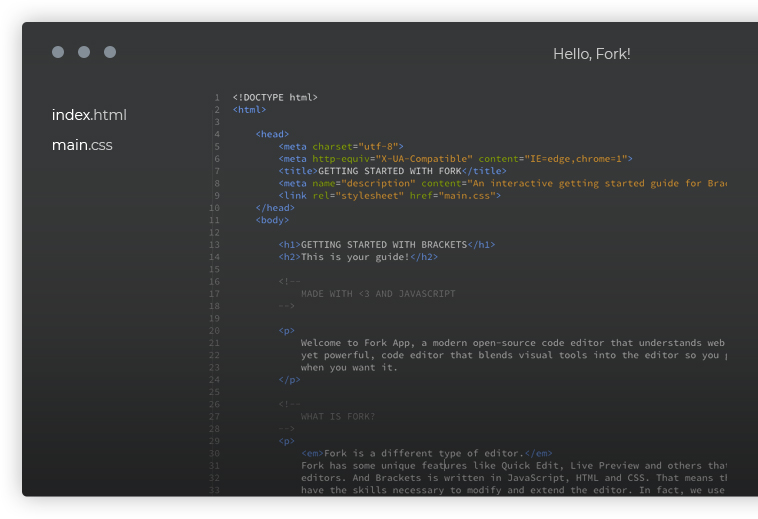 Hello, Fork!
index.html
main.css
1 <!DOCTYPE html>
2 <html>
3
4 <head>
5 <meta charset="utf-8">
6 <meta http-equiv="X-UA-Compatible" content="IE=edge,chrome=1">
7 <title>GETTING STARTED WITH FORK</title>
8 <meta name="description" content="An interactive getting started guide for Brac
9 <link rel="stylesheet" href="main.css">
10 </head>
11 <body>
12
13 <h1>GETTING STARTED WITH BRACKETS</h1>
14 <h2>This is your guide!</h2>
15
16 <!--
17 MADE WITH <3 AND JAVASCRIPT
18 -->
19
20 <p>
21 Welcome to Fork App, a modern open-source code editor that understands web
22 yet powerful, code editor that blends visual tools into the editor so you
23 when you want it.
24 </p>
25
26 <!--
27 WHAT IS FORK?
28 -->
29 <p>
30 <em>Fork is a different type of editor.</em>
31 Fork has some unique features like Quick Edit, Live Preview and others that
32 editors. And Brackets is written in JavaScript, HTML and CSS. That means
33 have the skills necessary to modify and extend the editor. In fact, we use